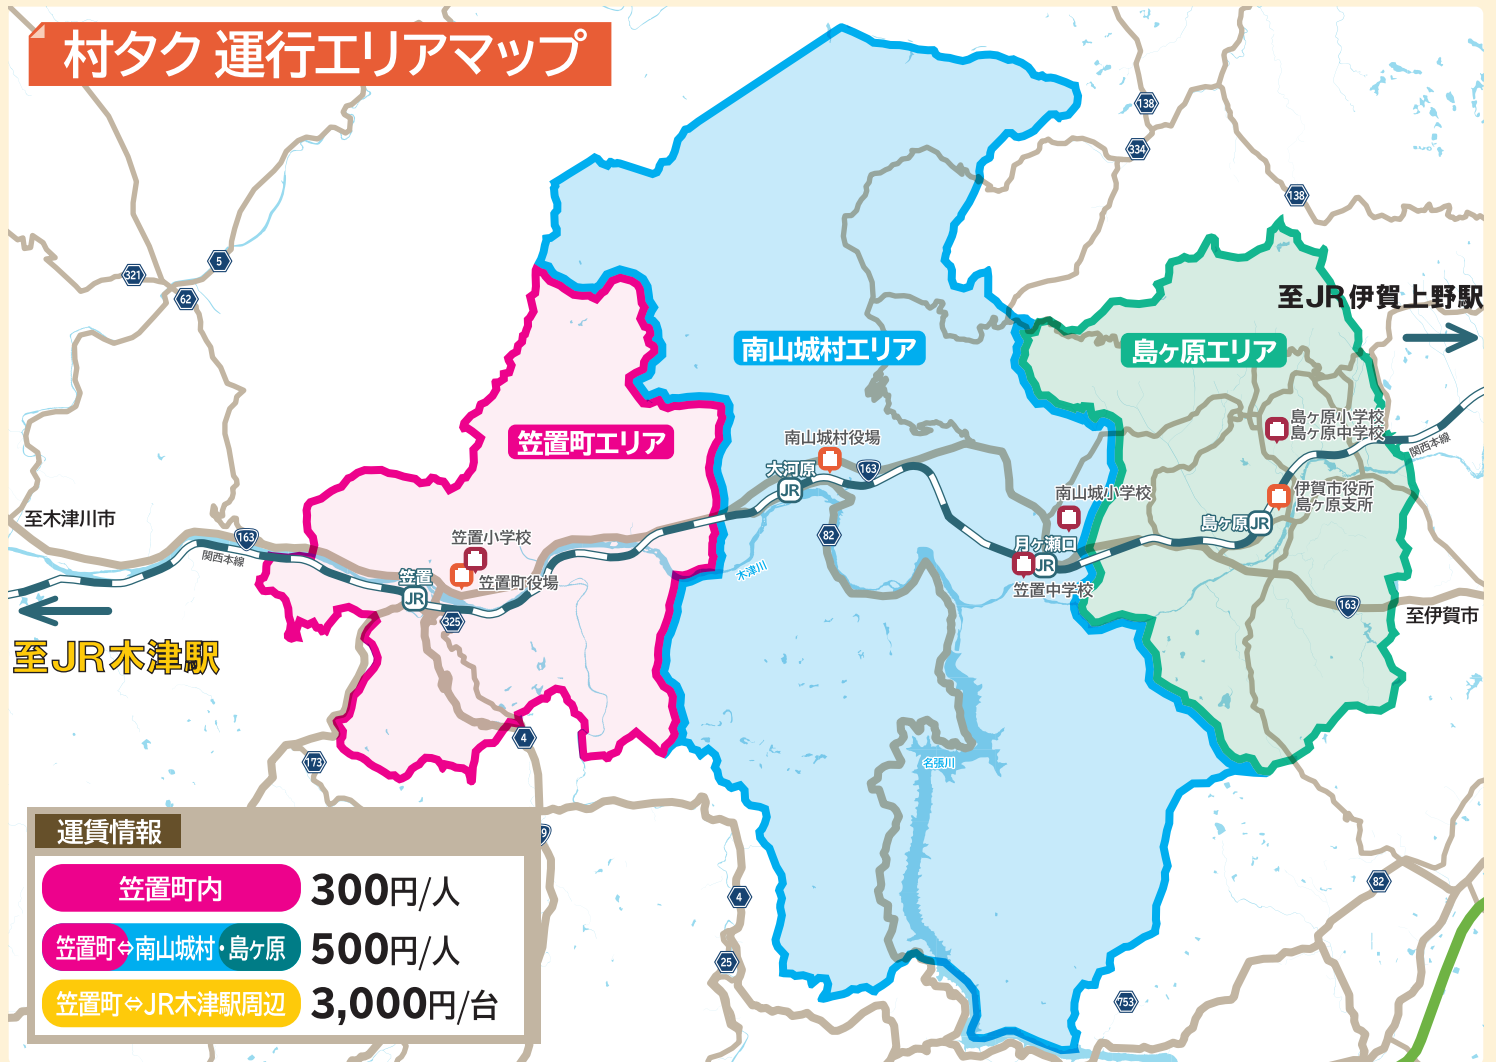 村タク 運行エリアマップ
138
334
138
5
321
62
至JR伊賀上野駅
南山城村エリア
島ヶ原エリア
笠置町エリア
島ヶ原小学校
島ヶ原中学校
関西本線
南山城村役場
大河原
JR
163
伊賀市役所
島ヶ原支所
南山城小学校
島ヶ原
JR
至木津川市
163
関西本線
笠置小学校
82
月ヶ瀬口
JR
笠置
笠置町役場
木津川
笠置中学校
JR
325
163
至伊賀市
至JR木津駅
4
173
名張川
運賃情報
9
笠置町内
300円/人
82
4
笠置町⇔南山城村・島ヶ原
500円/人
25
笠置町⇔JR木津駅周辺
3,000円/台
753